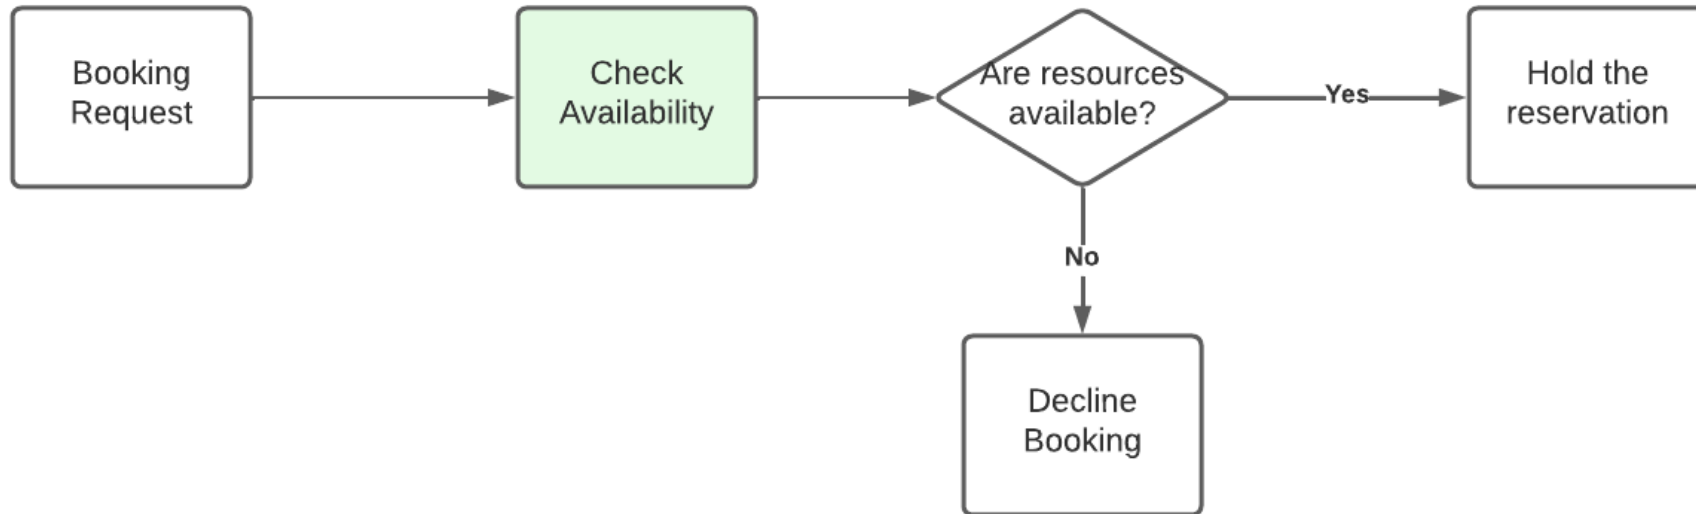 Booking
Request
Check
Availability
Are resources
available?
Yes
Hold the
reservation
No
Decline
Booking